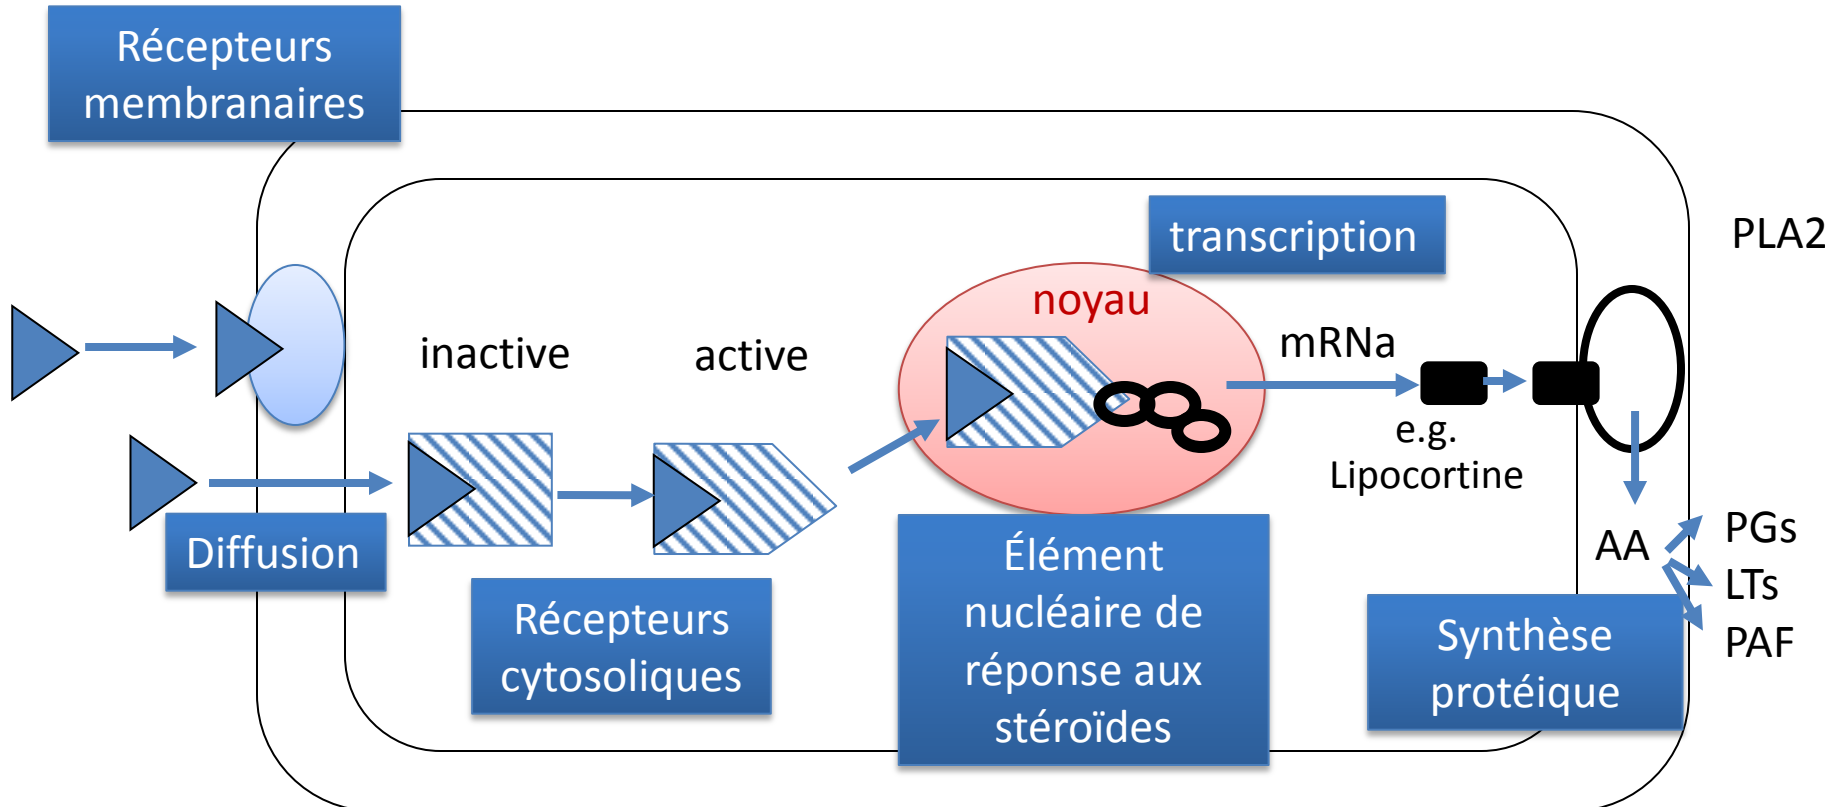 Récepteurs
membranaires
transcription
PLA2
noyau
inactive
active
mRNa
e.g.
Lipocortine
Diffusion
Récepteurs
cytosoliques
Élément
nucléaire de
réponse aux
stéroïdes
AA
PGs
LTs
PAF
Synthèse
protéique